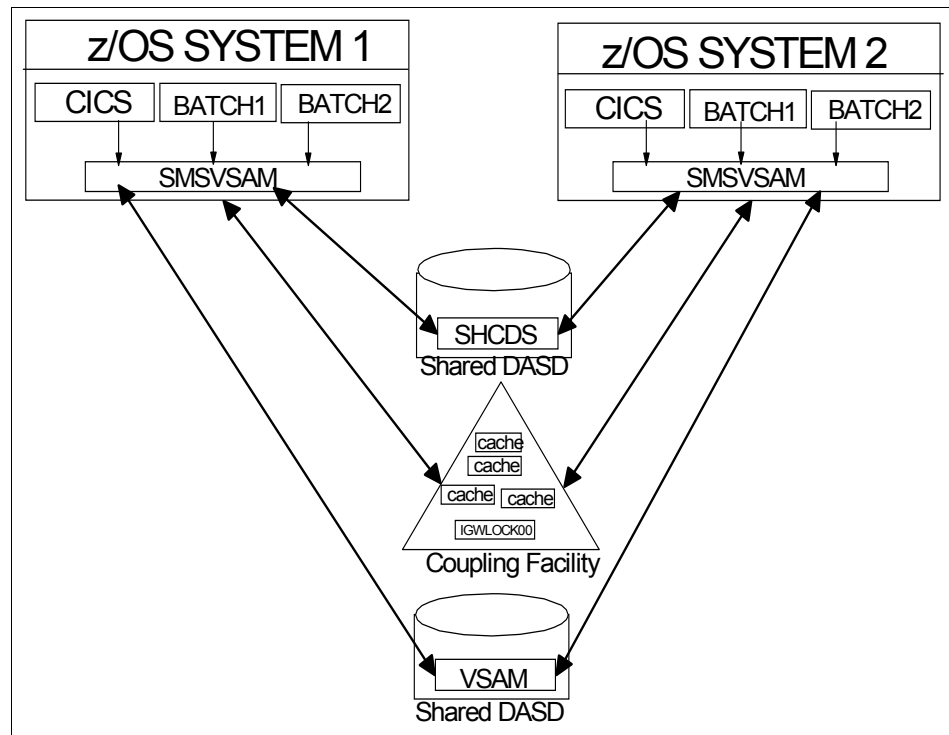 z/OS SYSTEM 1
CICS
BATCH1
BATCH2
SMSVSAM
z/OS SYSTEM 2
CICS
BATCH1
BATCH2
SMSVSAM
SHCDS
Shared DASD
cache
cache
cache
cache
IGWLOCK00
Coupling Facility
VSAM
Shared DASD